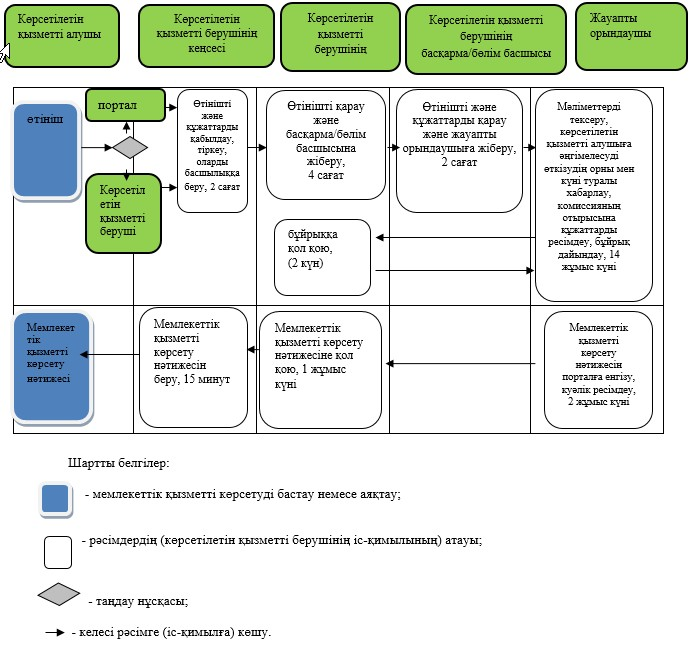 Көрсетілетін
қызметті алушы
Көрсетілетін
қызметті берушінің
кеңсесі
Көрсетілетін
қызметті
берушінің
Көрсетілетін қызметті
берушінің
басқарма/бөлім басшысы
Жауапты
орындаушы
өтініш
портал
Көрсетіл
етін
қызметті
беруші
Өтінішті
және
құжаттарды
қабылдау,
тіркеу,
оларды
басшылыққа
беру, 2 сағат
Өтінішті қарау
және
басқарма/бөлім
басшысына
жіберу,
4 сағат
Өтінішті және
құжаттарды қарау
және жауапты
орындаушыға жіберу,
2 сағат
Мәліметтерді
тексеру,
көрсетілетін
қызметті алушыға
әңгімелесуді
өткізудің орны мен
күні туралы
хабарлау,
комиссияның
отырысына
құжаттарды
ресімдеу, бұйрық
дайындау, 14
жұмыс күні
бұйрыққа
қол қою,
(2 күн)
Мемлекет
тік
қызметті
көрсету
нәтижесі
Мемлекеттік
қызметті
көрсету
нәтижесін
беру, 15 минут
Мемлекеттік
қызметті көрсету
нәтижесіне қол
қою, 1 жұмыс
күні
Мемлекеттік
қызметті
көрсету
нәтижесін
порталға енгізу,
куәлік ресімдеу,
2 жұмыс күні
Шартты белгілер:
- мемлекеттік қызметті көрсетуді бастау немесе аяқтау;
- рәсімдердің (көрсетілетін қызметті берушінің іс-қимылының) атауы;
- таңдау нұсқасы;
- келесі рәсімге (іс-қимылға) көшу.